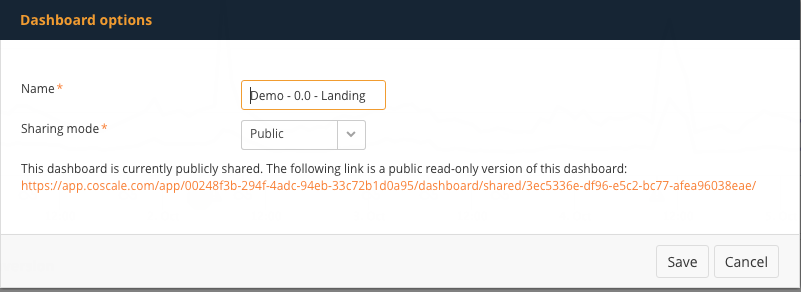 Dashboard options
Name *
Demo - 0.0 - Landing
Sharing mode *
Public
This dashboard is currently publicly shared. The following link is a public read-only version of this dashboard:
https://app.coscale.com/app/00248f3b-294f-4adc-94eb-33c72b1d0a95/dashboard/shared/3ec5336e-df96-e5c2-bc77-afea96038eae/
Save Cancel